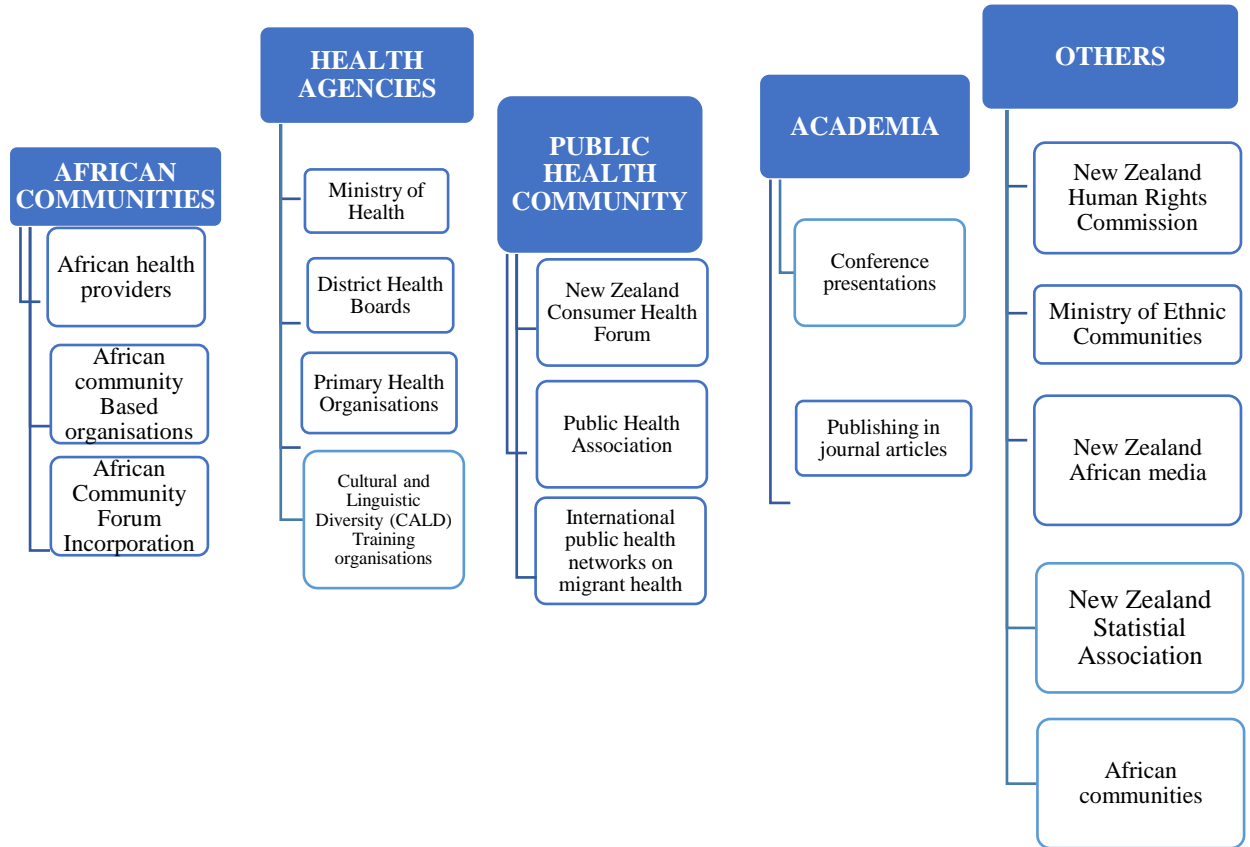 AFRICAN
COMMUNITIES
African health
providers
African
community
Based
organisations
African
Community
Forum
Incorporation
HEALTH
AGENCIES
Ministry of
Health
District Health
Boards
Primary Health
Organisations
Cultural and
Linguistic
Diversity (CALD)
Training
organisations
PUBLIC
HEALTH
COMMUNITY
New Zealand
Consumer Health
Forum
Public Health
Association
International
public health
networks on
migrant health
ACADEMIA
Conference
presentations
Publishing in
journal articles
OTHERS
New Zealand
Human Rights
Commission
Ministry of Ethnic
Communities
New Zealand
African media
New Zealand
Statistial
Association
African
communities